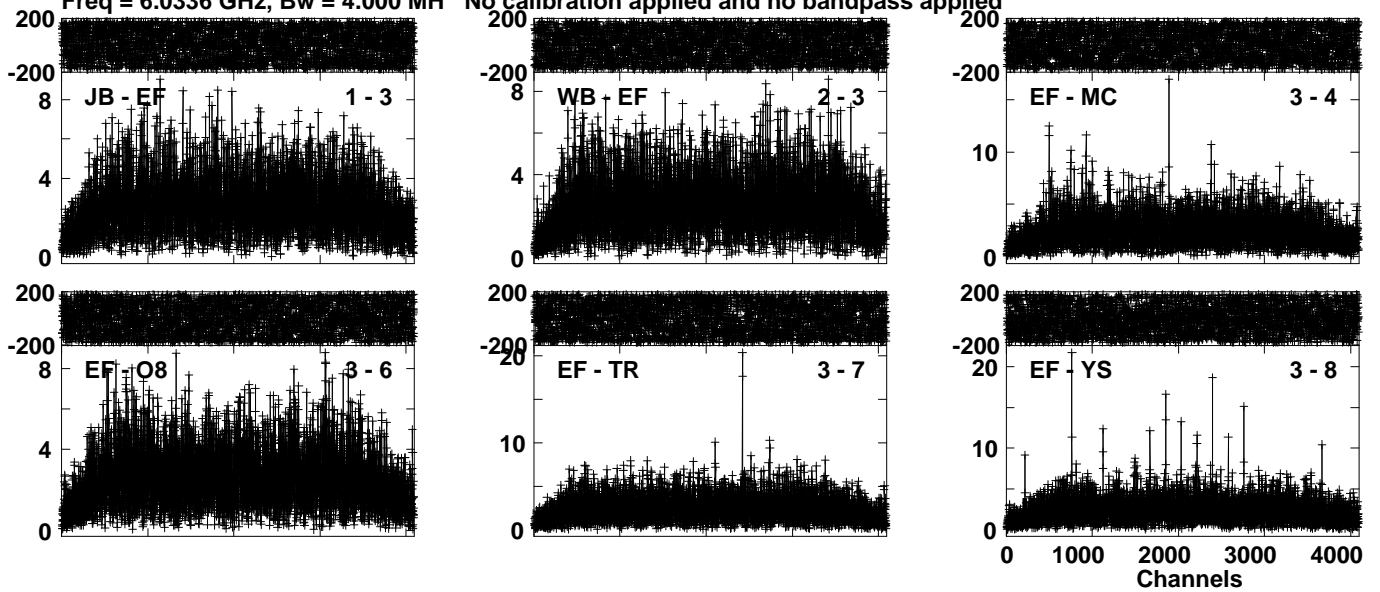 Freq = 6.0336 GHz, Bw = 4.000 MH No calibration applied and no bandpass applied
200 200 200
-200 -200 -200
JB - EF 1 - 3 WB - EF 2 - 3 EF - MC 3 - 4
8 8
10
4 4
0 0 0
200 200 200
-200 -200 -200
20 20
EF - O8 3 - 6 EF - TR 3 - 7 EF - YS 3 - 8
8
4 10 10
0 0 0
0 1000 2000 3000 4000
Channels